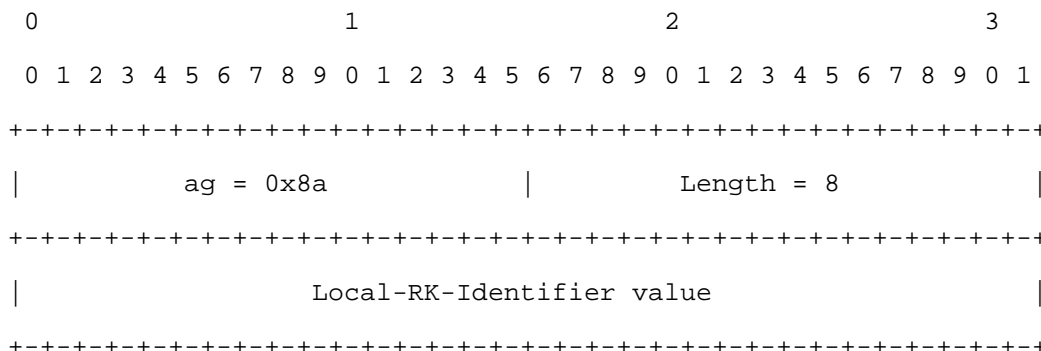 0                   1                   2                   3
0 1 2 3 4 5 6 7 8 9 0 1 2 3 4 5 6 7 8 9 0 1 2 3 4 5 6 7 8 9 0 1
+-+-+-+-+-+-+-+-+-+-+-+-+-+-+-+-+-+-+-+-+-+-+-+-+-+-+-+-+-+-+-+-+
|          ag = 0x8a            |         Length = 8            |
+-+-+-+-+-+-+-+-+-+-+-+-+-+-+-+-+-+-+-+-+-+-+-+-+-+-+-+-+-+-+-+-+
|                  Local-RK-Identifier value                    |
+-+-+-+-+-+-+-+-+-+-+-+-+-+-+-+-+-+-+-+-+-+-+-+-+-+-+-+-+-+-+-+-+